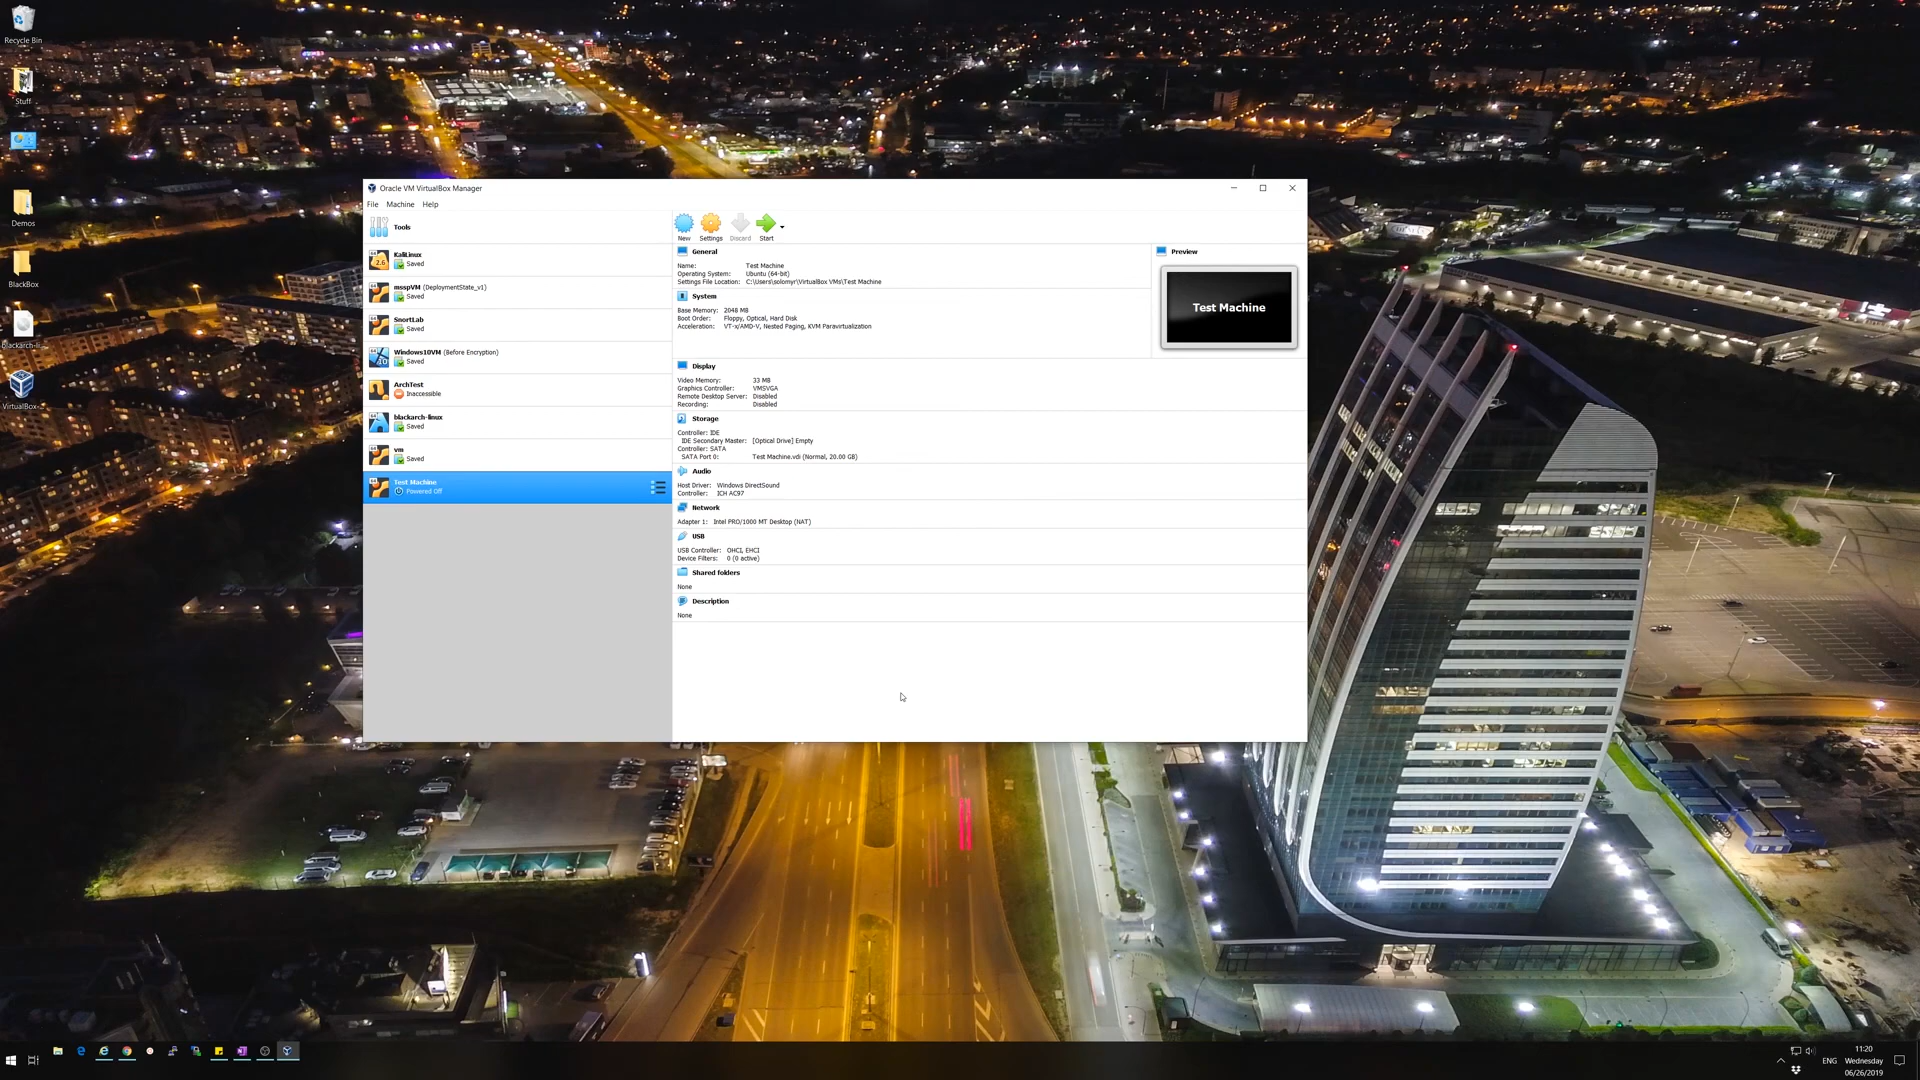 Recycle Bin
Stuff
Demos
BlackBox
VirtualBox-
Oracle VM VirtualBox Manager
File Machine Help
Tools
KaliLinux
Saved
msspVM (DeploymentState_v1)
Saved
SnortLab
Saved
Windows10VM (Before Encryption)
Saved
ArchTest
Inaccessible
blackarch-linux
Saved
vm
Saved
Test Machine
Powered Off
New Settings Discard Start
General
Name: Test Machine
Operating System: Ubuntu (64-bit)
Settings File Location: C:\Users\solomyr\VirtualBox VMs\Test Machine
System
Base Memory: 2048 MB
Boot Order: Floppy, Optical, Hard Disk
Acceleration: VT-x/AMD-V, Nested Paging, KVM Paravirtualization
Preview
Test Machine
Display
Video Memory: 33 MB
Graphics Controller: VMSVGA
Remote Desktop Server: Disabled
Recording: Disabled
Storage
Controller: IDE
IDE Secondary Master: [Optical Drive] Empty
Controller: SATA
SATA Port 0: Test Machine.vdi (Normal, 20.00 GB)
Audio
Host Driver: Windows DirectSound
Controller: ICH AC97
Network
Adapter 1: Intel PRO/1000 MT Desktop (NAT)
USB
USB Controller: OHCI, EHCI
Device Filters: 0 (0 active)
Shared folders
None
Description
None
ENG
11:20
Wednesday
06/26/2019